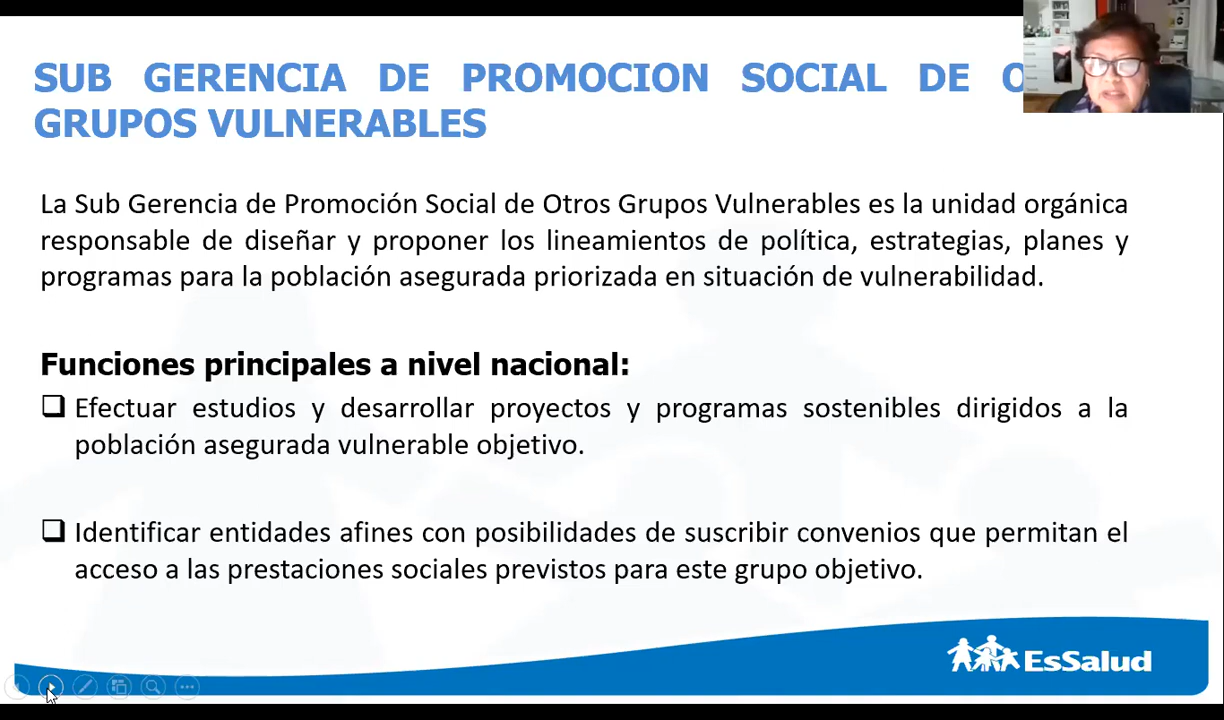 SUB GERENCIA DE PROMOCION SOCIAL DE
GRUPOS VULNERABLES
La Sub Gerencia de Promoción Social de Otros Grupos Vulnerables es la unidad orgánica
responsable de diseñar y proponer los lineamientos de política, estrategias, planes y
programas para la población asegurada priorizada en situación de vulnerabilidad.
Funciones principales a nivel nacional:
Efectuar estudios y desarrollar proyectos y programas sostenibles dirigidos a la
población asegurada vulnerable objetivo.
Identificar entidades afines con posibilidades de suscribir convenios que permitan el
acceso a las prestaciones sociales previstos para este grupo objetivo.
EsSalud